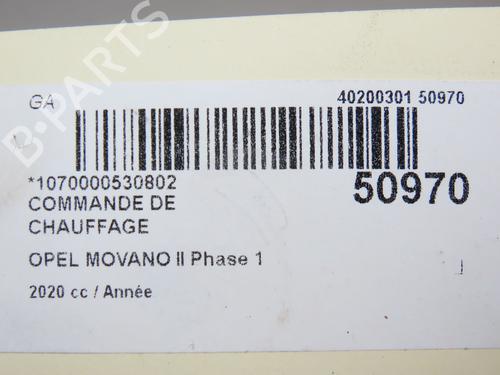 B-PARTS
GA
40200301 50970
*1070000530802
50970
COMMANDE DE
CHAUFFAGE
OPEL MOVANO II Phase 1
2020 cc / Année